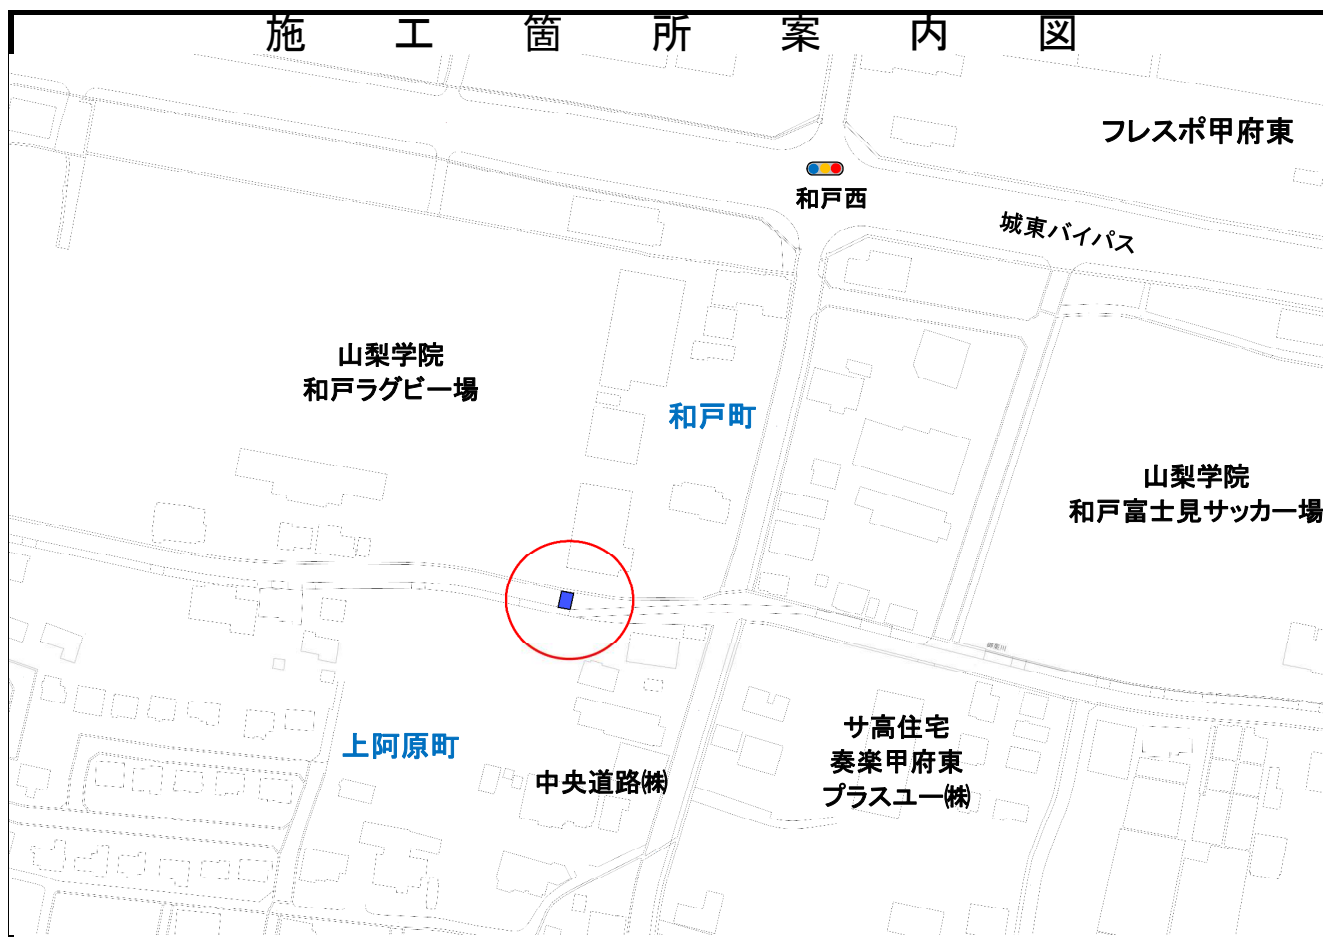 施工箇所案内図
フレスポ甲府東
和戸西
城東バイパス
山梨学院
和戸ラグビー場
和戸町
山梨学院
和戸富士見サッカー場
上阿原町
中央道路㈱
サ高住宅
奏楽甲府東
プラスユー㈱